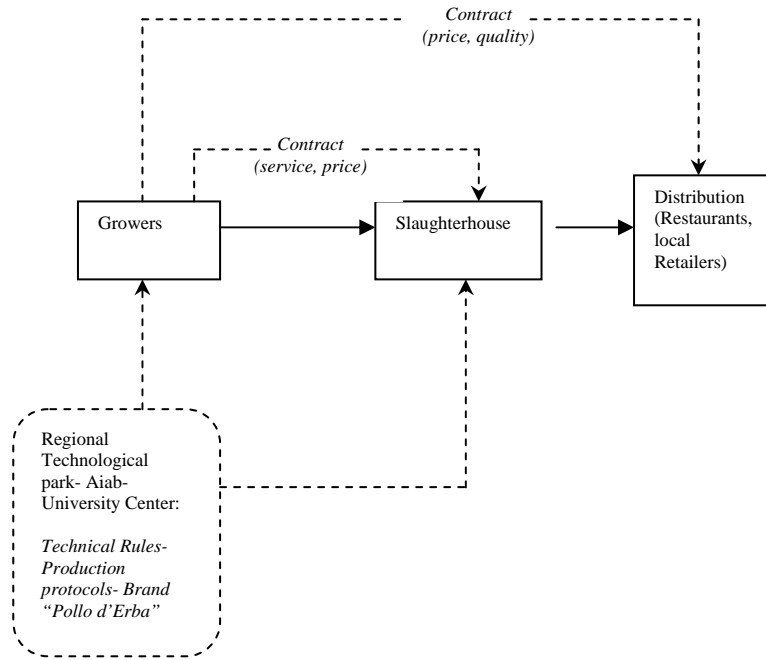 Contract
(price, quality)
Contract
(service, price)
Growers
Slaughterhouse
Distribution
(Restaurants,
local
Retailers)
Regional
Technological
park- Aiab-
University Center:
Technical Rules-
Production
protocols- Brand
“Pollo d’Erba”